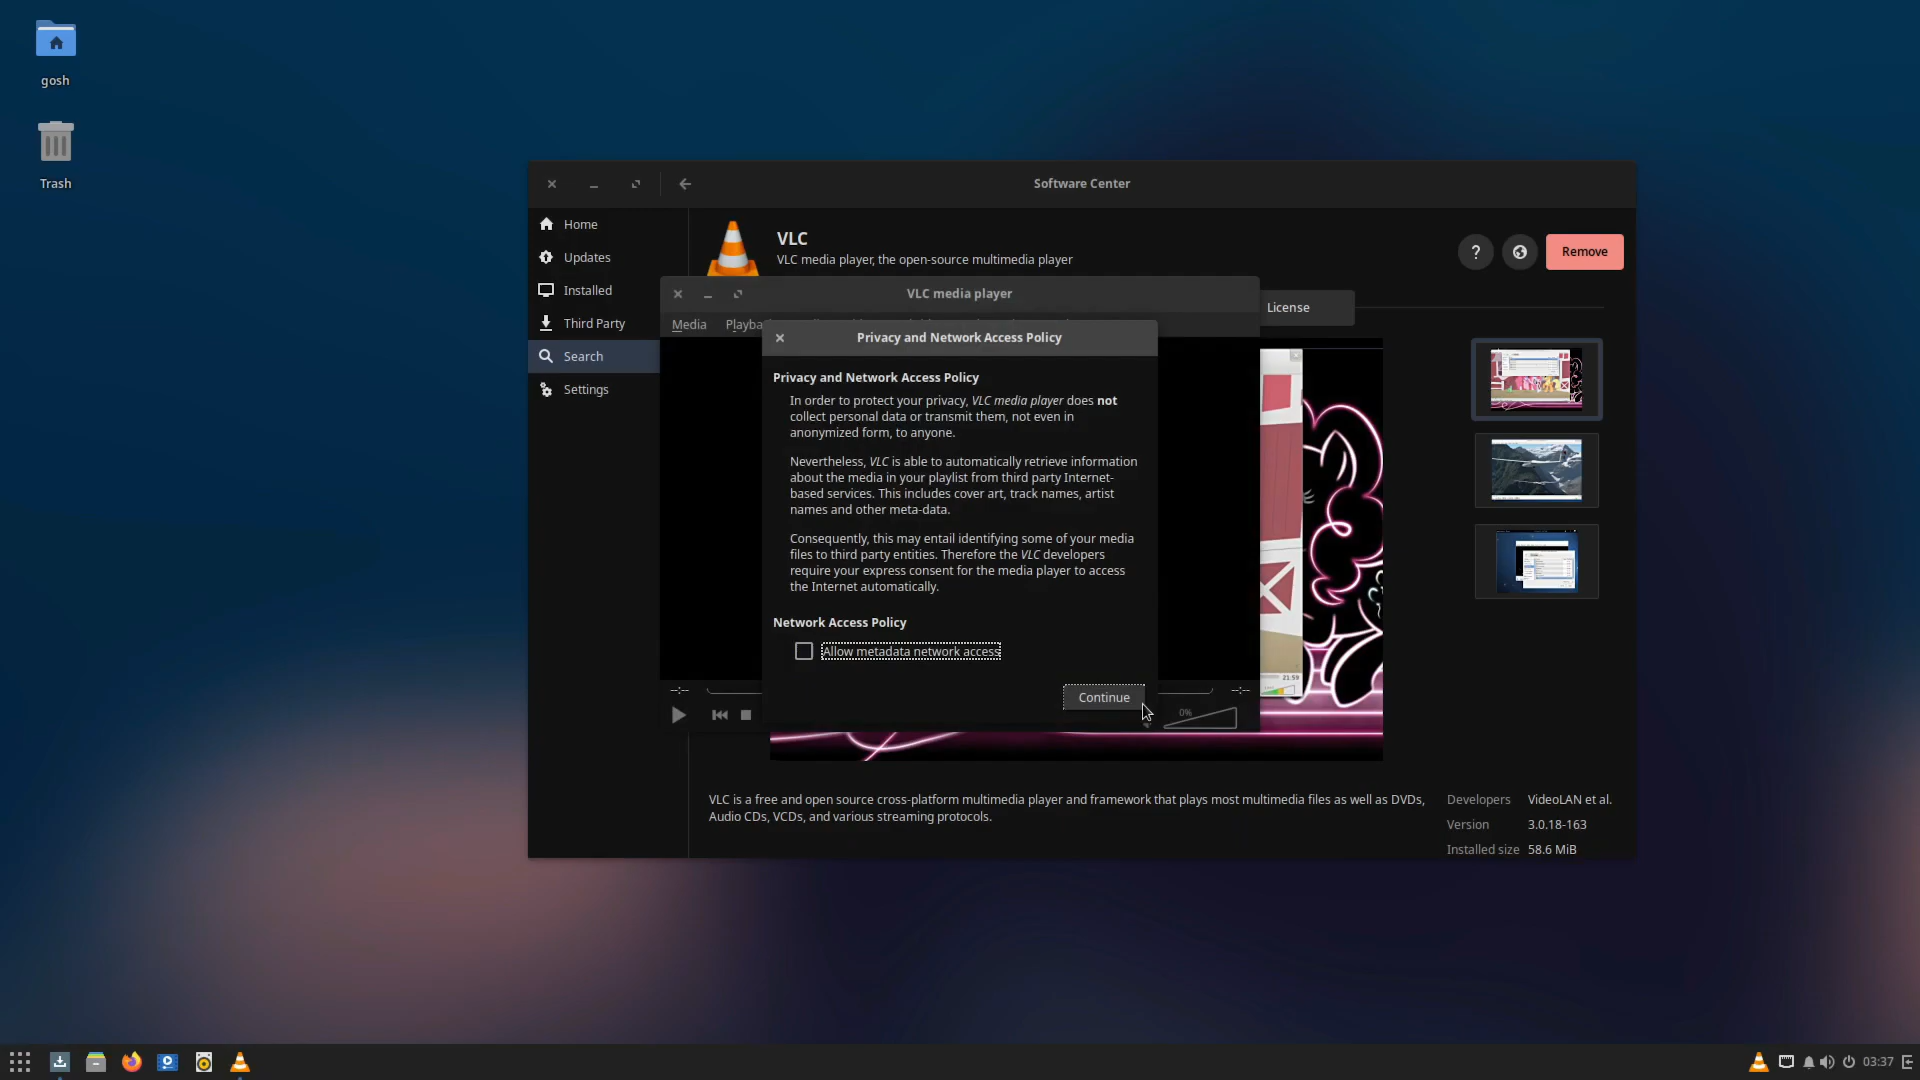 gosh
Trash
Software Center
Home
Updates
Installed
Third Party
Search
Settings
VLC
VLC media player, the open-source multimedia player
?
Remove
License
VLC media player
Media
Privacy and Network Access Policy
Privacy and Network Access Policy
In order to protect your privacy, VLC media player does not
collect personal data or transmit them, not even in
anonymized form, to anyone.
Nevertheless, VLC is able to automatically retrieve information
about the media in your playlist from third party Internet-
based services. This includes cover art, track names, artist
names and other meta-data.
Consequently, this may entail identifying some of your media
files to third party entities. Therefore the VLC developers
require your express consent for the media player to access
the Internet automatically.
Network Access Policy
Allow metadata network access
Continue
--:--
--:--
0%
21:59
VLC is a free and open source cross-platform multimedia player and framework that plays most multimedia files as well as DVDs,
Audio CDs, VCDs, and various streaming protocols.
Developers VideoLAN et al.
Version 3.0.18-163
Installed size 58.6 MiB
03:37